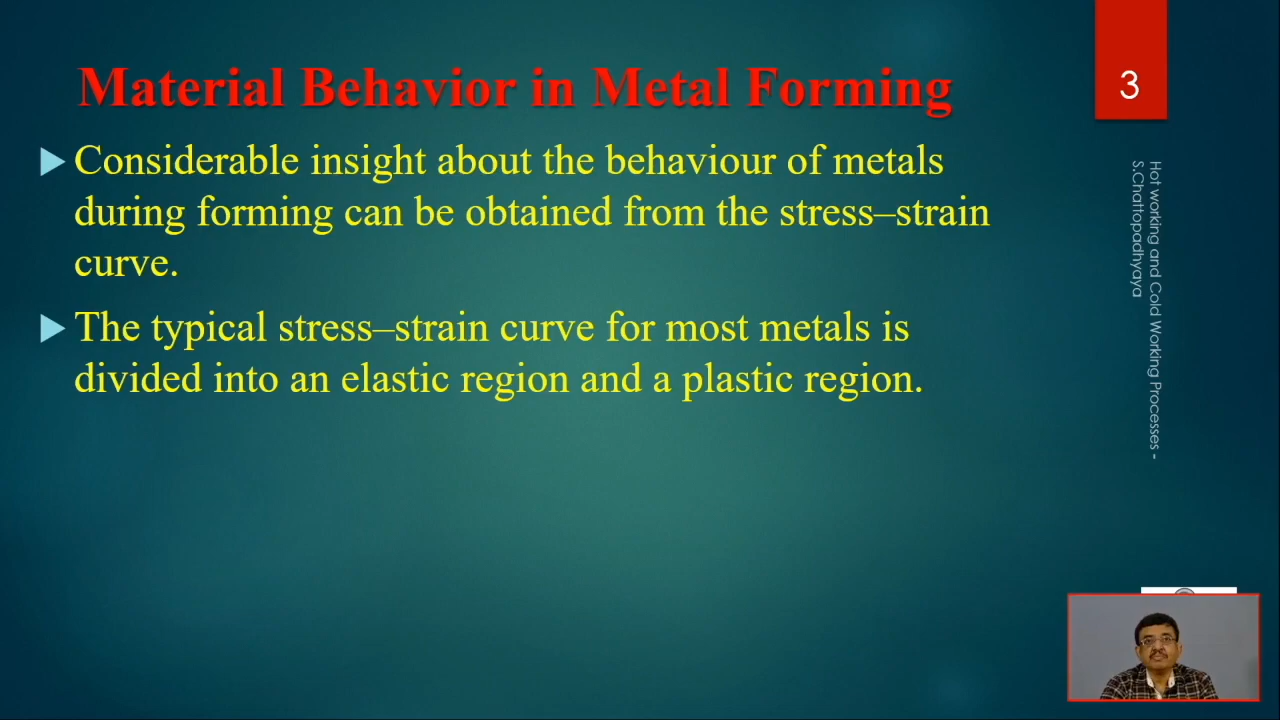 Material Behavior in Metal Forming
3
Considerable insight about the behaviour of metals
during forming can be obtained from the stress–strain
curve.
The typical stress–strain curve for most metals is
divided into an elastic region and a plastic region.
Hot working and Cold Working Processes -
S.Chattopadhyaya